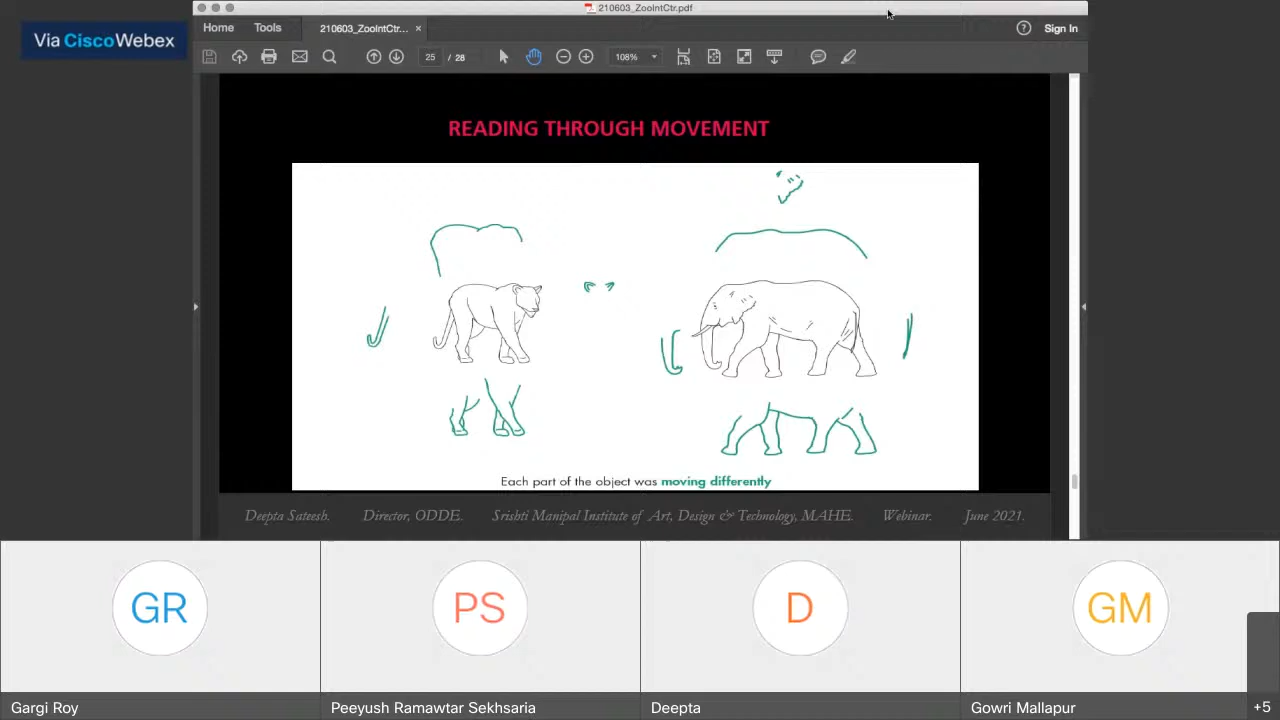 210603_ZooIntCtr.pdf
Via CiscoWebex
Home Tools 210603_ZooIntCtr... × Sign In
25 / 28 108%
READING THROUGH MOVEMENT
Each part of the object was moving differently
Deepta Sateesh. Director, ODDE. Srishti Manipal Institute of Art, Design & Technology, MAHE. Webinar. June 2021.
GR PS D GM
Gargi Roy Peeyush Ramawtar Sekhsaria Deepta Gowri Mallapur +5